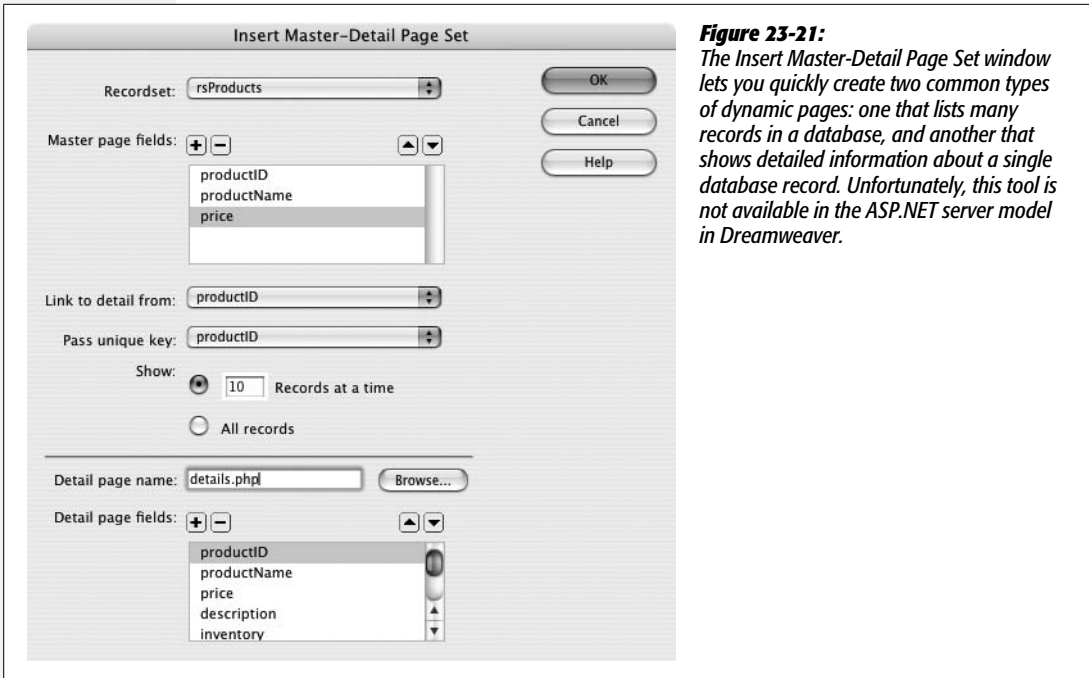 Insert Master-Detail Page Set
Recordset: rsProducts
Master page fields:
productID
productName
price
Link to detail from: productID
Pass unique key: productID
Show:
10 Records at a time
All records
Detail page name: details.php Browse...
Detail page fields:
productID
productName
price
description
inventory
OK
Cancel
Help
Figure 23-21:
The Insert Master-Detail Page Set window
lets you quickly create two common types
of dynamic pages: one that lists many
records in a database, and another that
shows detailed information about a single
database record. Unfortunately, this tool is
not available in the ASP.NET server model
in Dreamweaver.